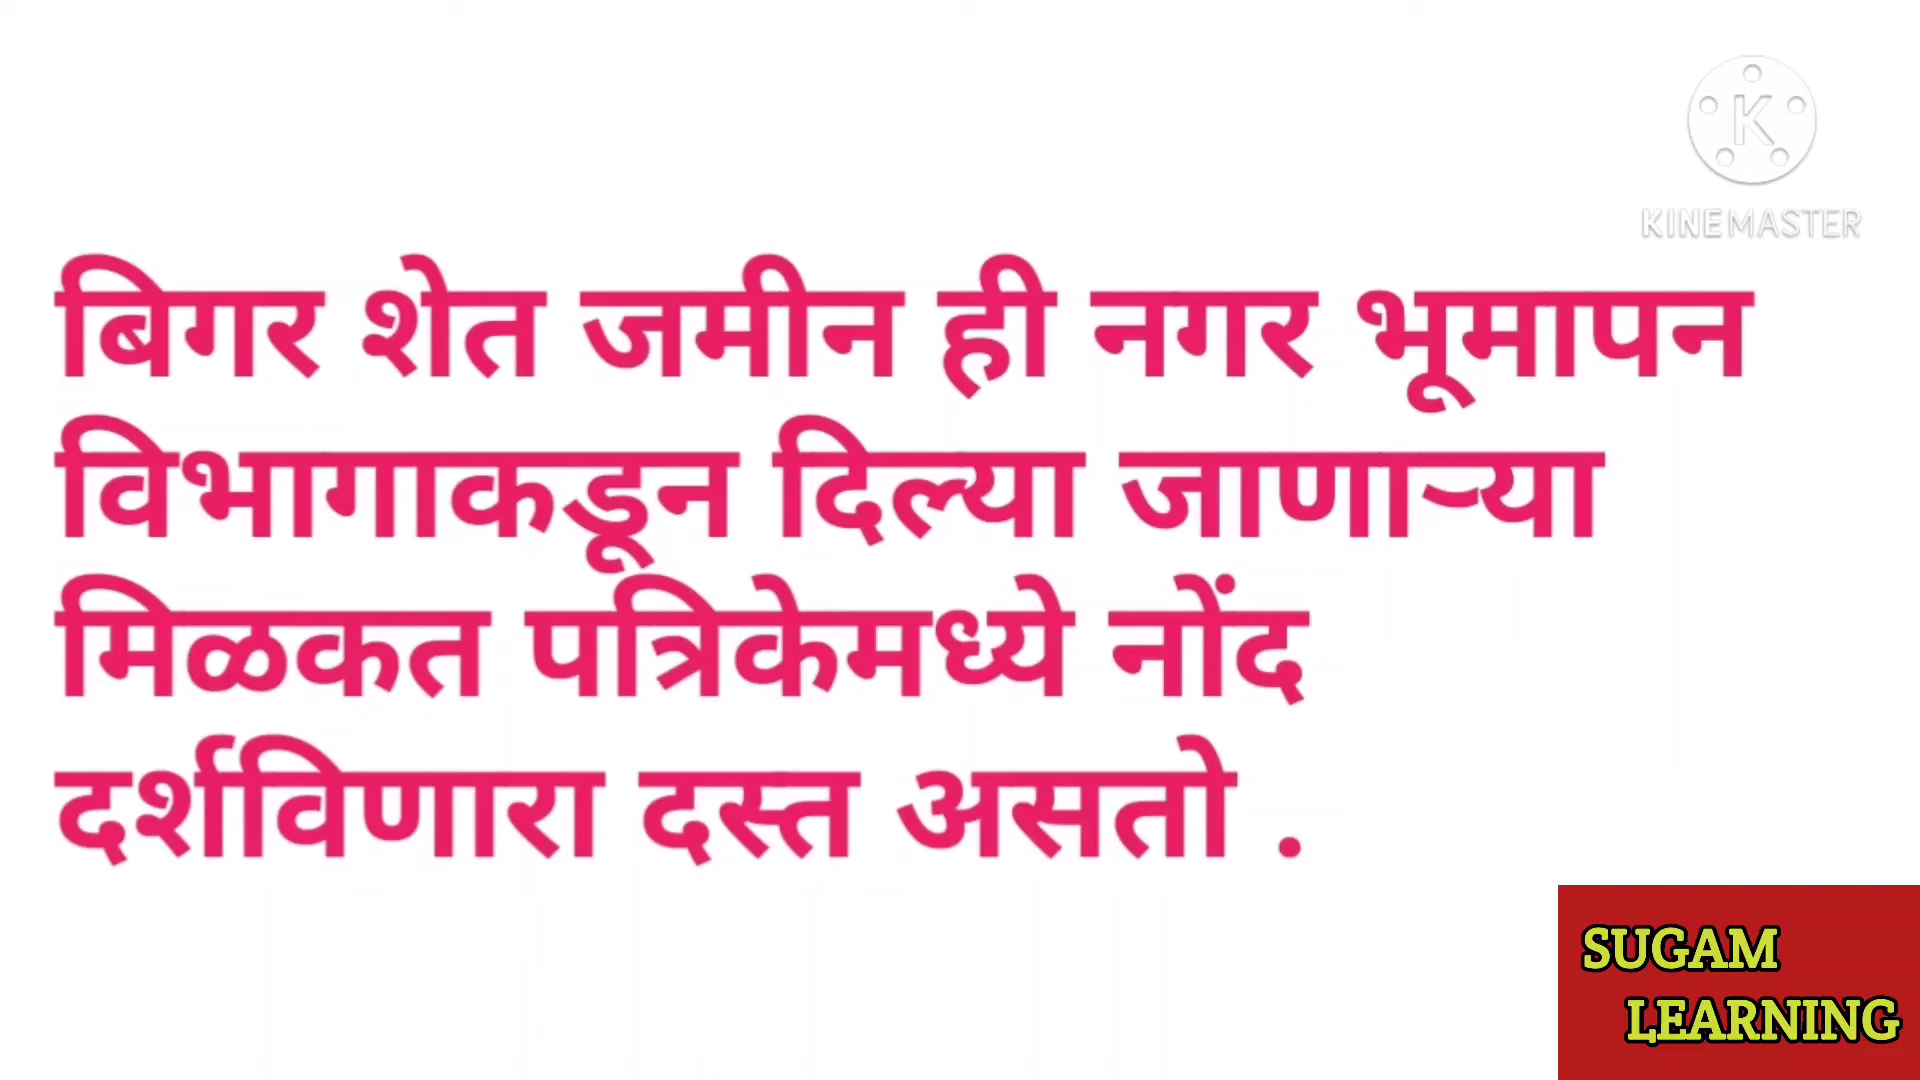 KINEMASTER
बिगर शेत जमीन ही नगर भूमापन
विभागाकडून दिल्या जाणाऱ्या
मिळकत पत्रिकेमध्ये नोंद
दर्शविणारा दस्त असतो .
SUGAM
LEARNING